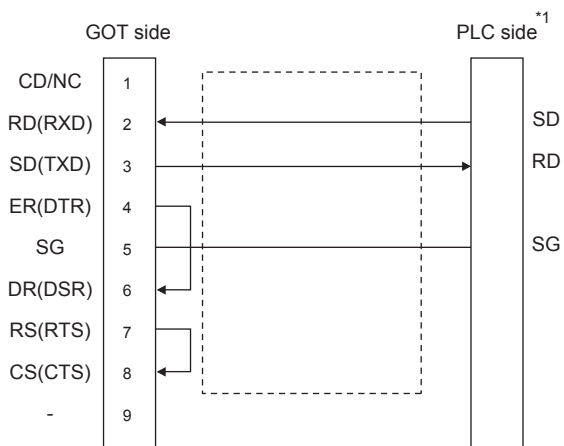 GOT side PLC side*1
CD/NC 1
RD(RXD) 2 SD
SD(TXD) 3 RD
ER(DTR) 4
SG 5 SG
DR(DSR) 6
RS(RTS) 7
CS(CTS) 8
- 9